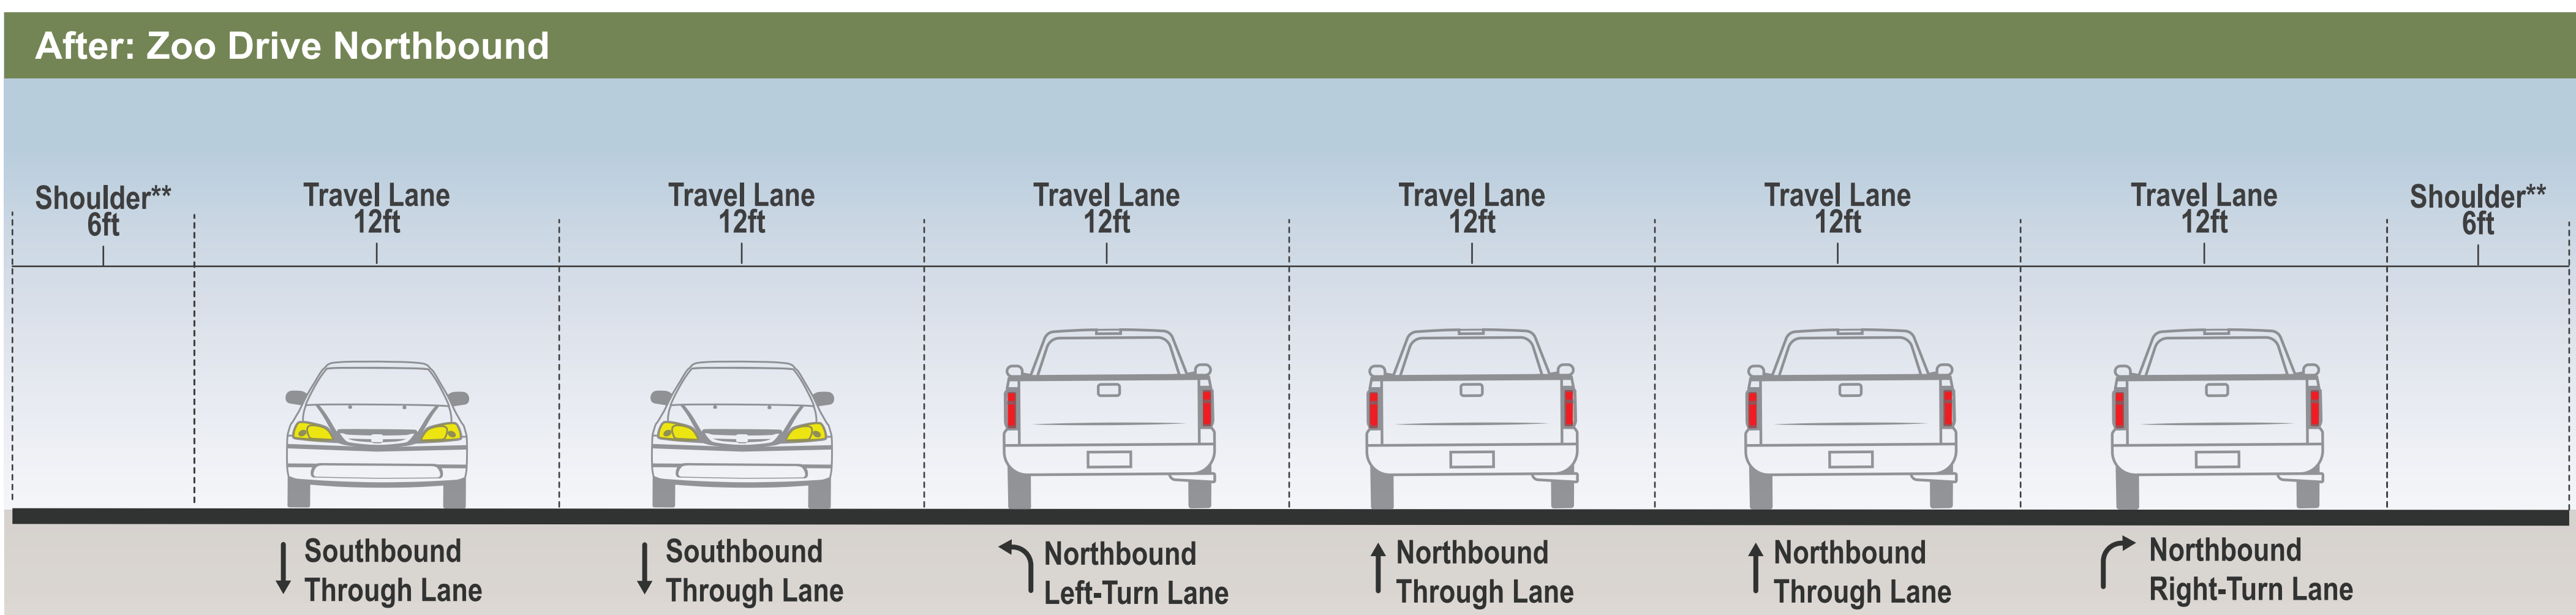 After: Zoo Drive Northbound
Shoulder**
6ft
Travel Lane
12ft
Travel Lane
12ft
Travel Lane
12ft
Travel Lane
12ft
Travel Lane
12ft
Travel Lane
12ft
Shoulder**
6ft
Southbound
Through Lane
Southbound
Through Lane
Northbound
Left-Turn Lane
Northbound
Through Lane
Northbound
Through Lane
Northbound
Right-Turn Lane